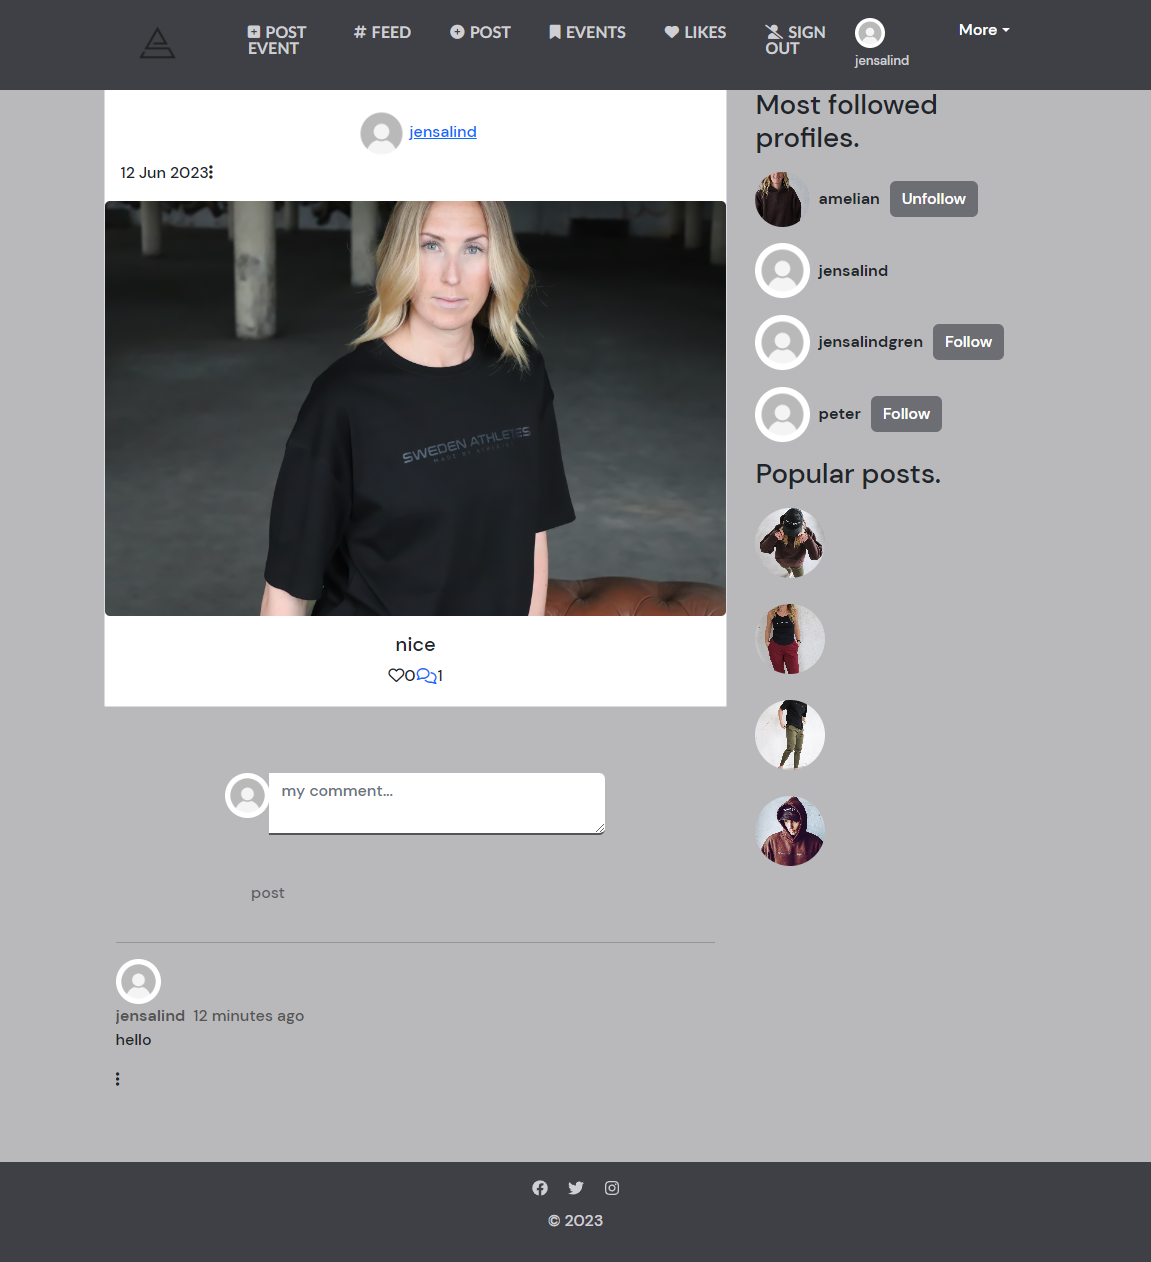 POST EVENT
# FEED
POST
EVENTS
LIKES
SIGN OUT
jensalind
More
jensalind
12 Jun 2023
SWEDEN ATHLETES
nice
0 1
my comment...
post
jensalind 12 minutes ago
hello
Most followed
profiles.
amelian Unfollow
jensalind
jensalindgren Follow
peter Follow
Popular posts.
© 2023